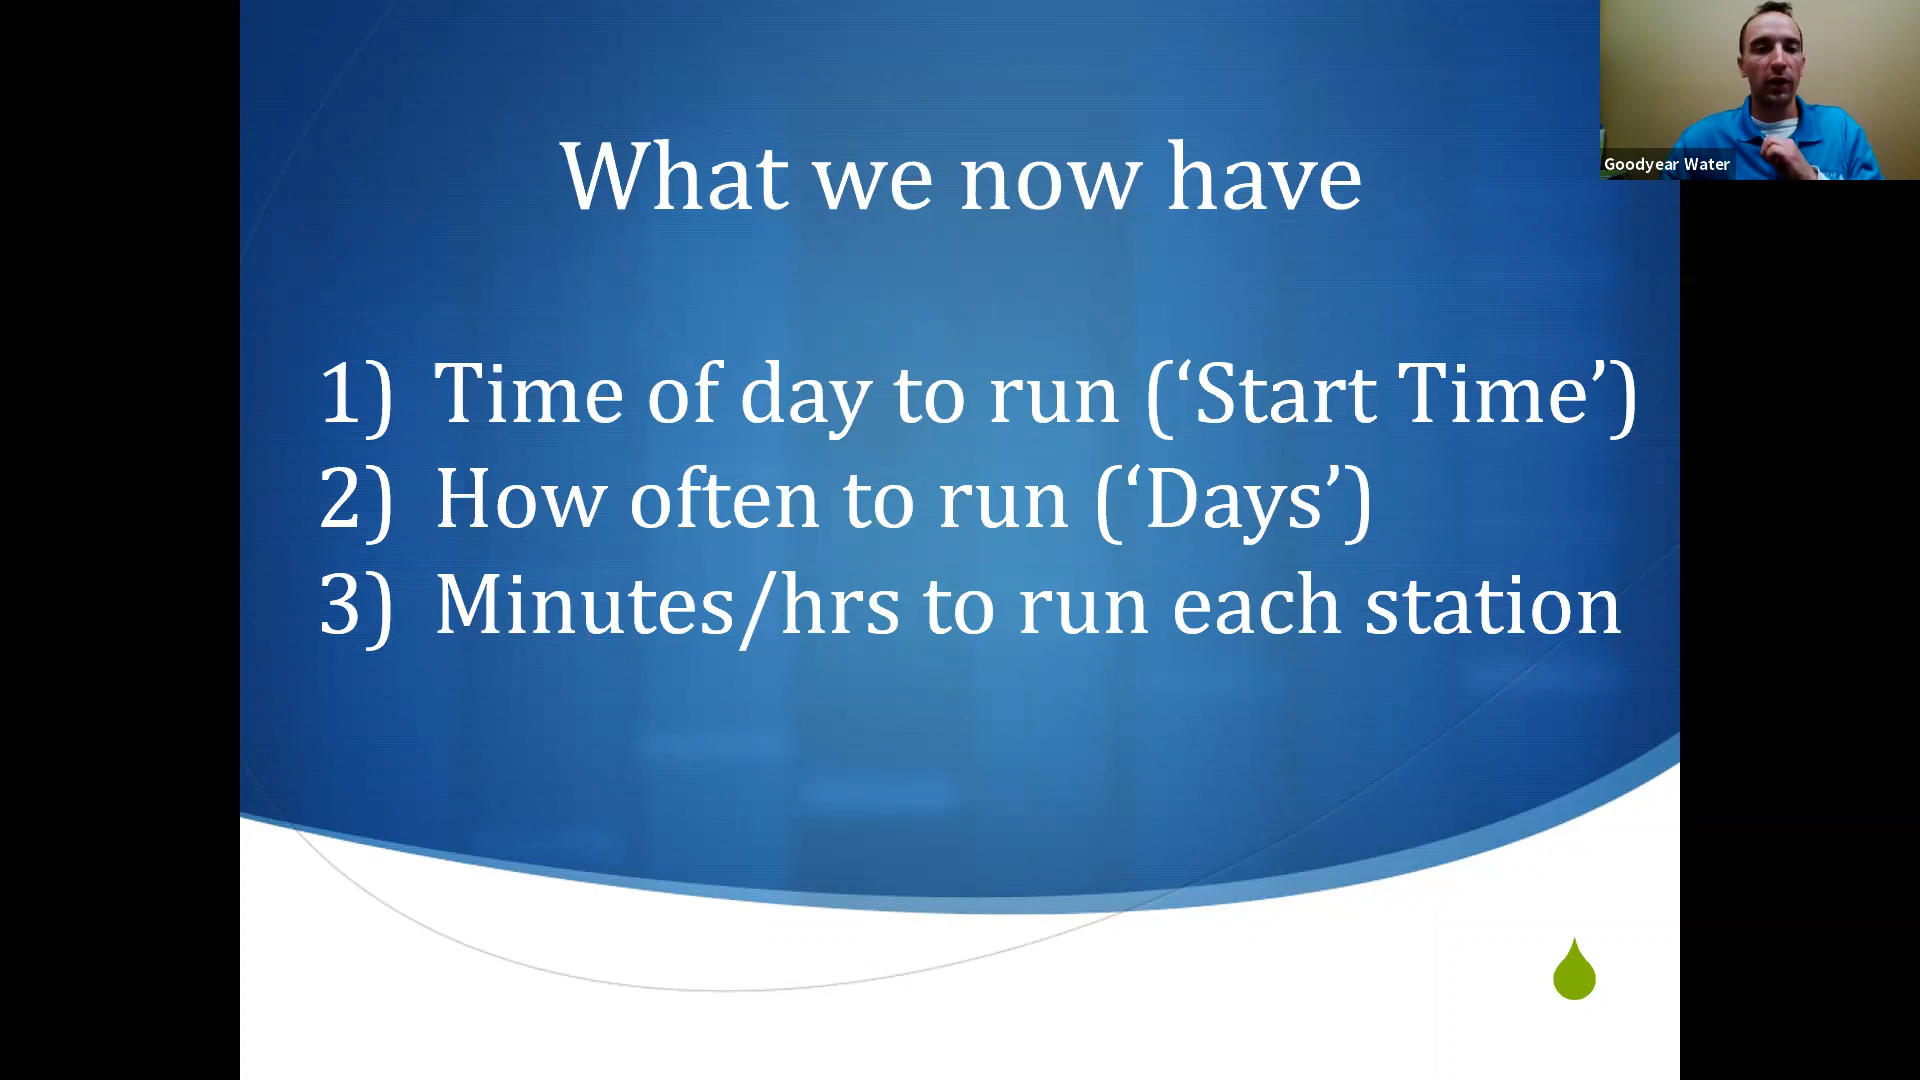 What we now have
1) Time of day to run (‘Start Time’)
2) How often to run (‘Days’)
3) Minutes/hrs to run each station
Goodyear Water